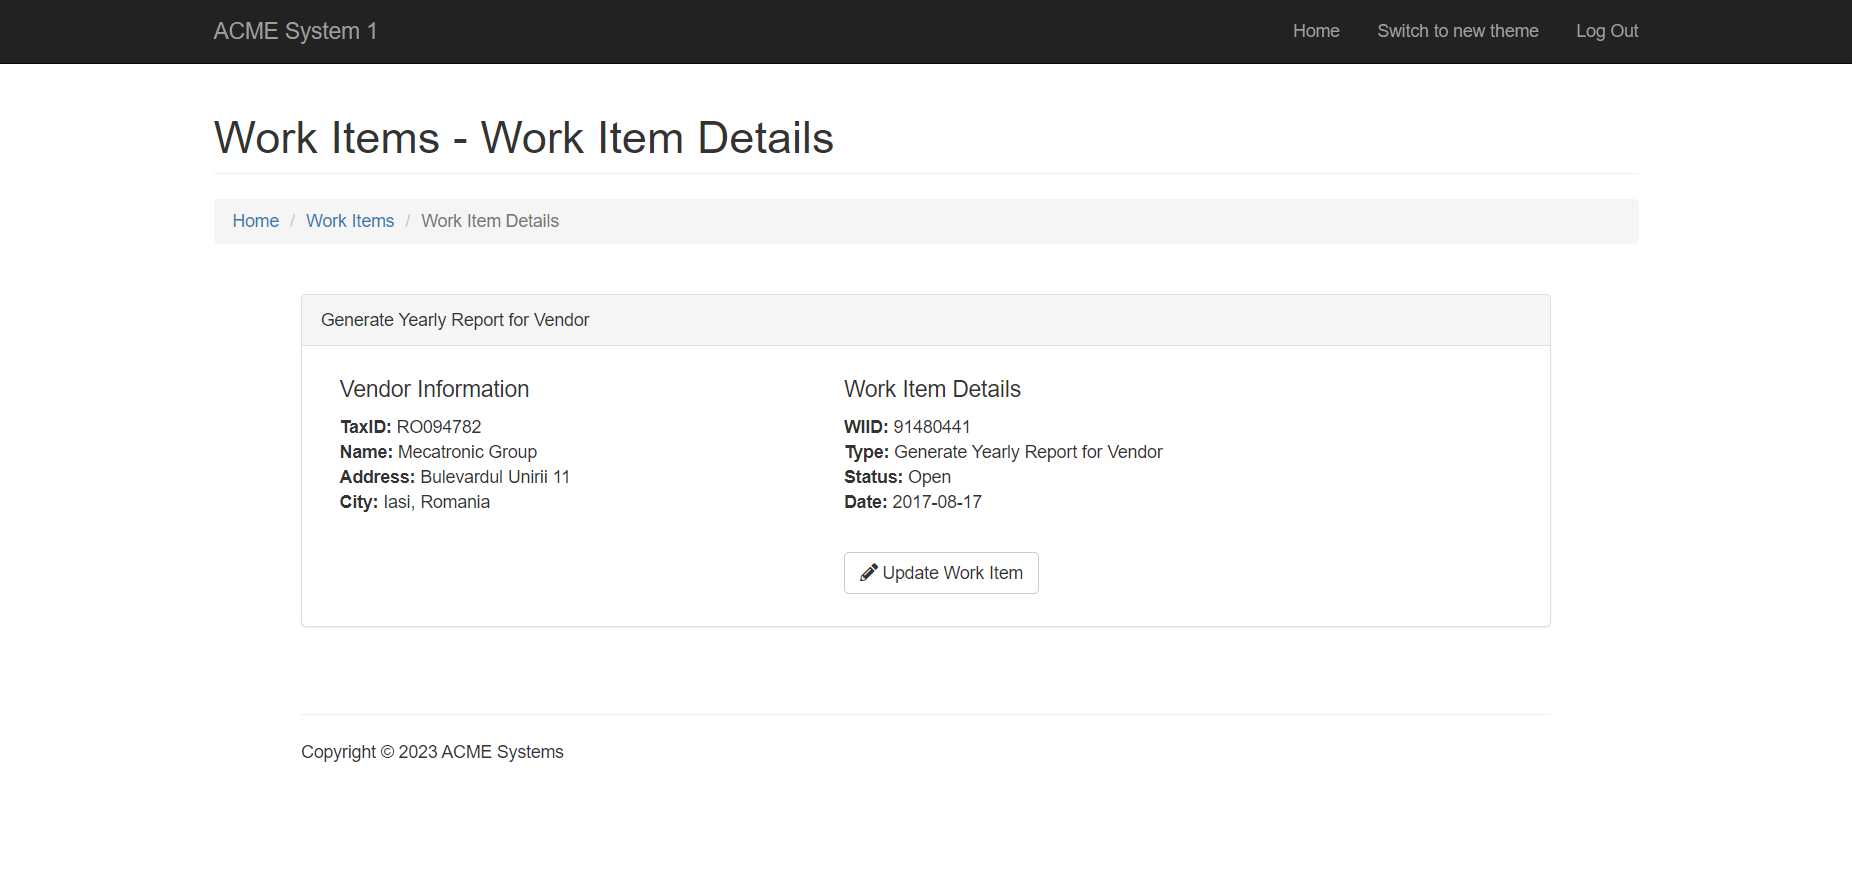 ACME System 1
Home
Switch to new theme
Log Out
Work Items - Work Item Details
Home / Work Items / Work Item Details
Generate Yearly Report for Vendor
Vendor Information
TaxID: RO094782
Name: Mecatronic Group
Address: Bulevardul Unirii 11
City: Iasi, Romania
Work Item Details
WIID: 91480441
Type: Generate Yearly Report for Vendor
Status: Open
Date: 2017-08-17
Update Work Item
Copyright © 2023 ACME Systems